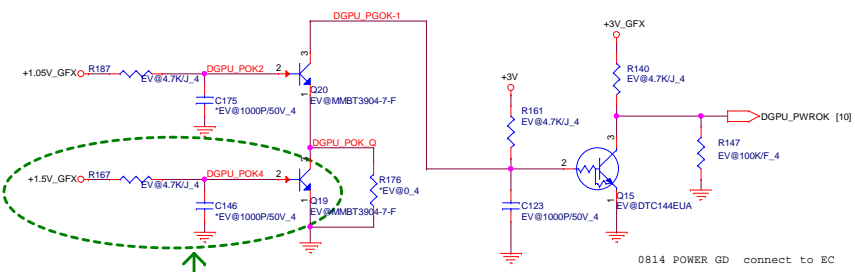 DGPU_PGOK-1
+3V_GFX
+1.05V_GFX R187 DGPU_POK2 2 3
EV@4.7K/J_4
1 Q20
EV@MMBT3904-7-F
C175
*EV@1000P/50V_4
+3V
R161
EV@4.7K/J_4
R140
EV@4.7K/J_4
DGPU_PWROK [10]
DGPU_POK_Q
+1.5V_GFX R167 DGPU_POK4 2 3
EV@4.7K/J_4
1 Q19
EV@MMBT3904-7-F
C146
*EV@1000P/50V_4
R176
*EV@0_4
2 3
1 Q15
EV@DTC144EUA
C123
EV@1000P/50V_4
R147
EV@100K/F_4
0814 POWER GD connect to EC